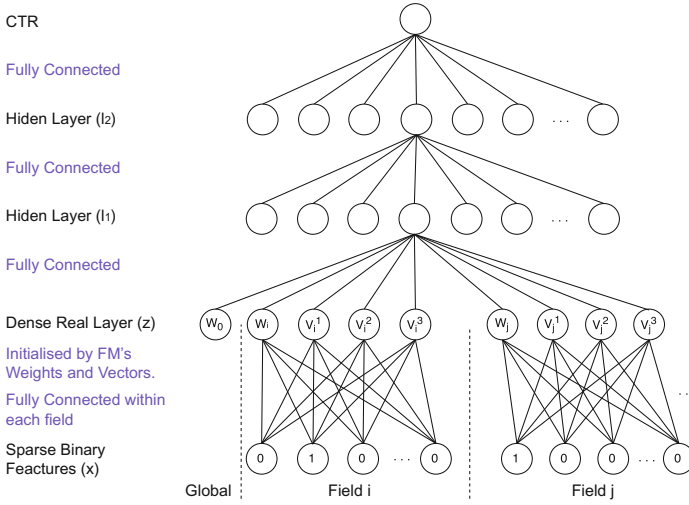 CTR
Fully Connected
Hiden Layer (l2)
. . .
Fully Connected
Hiden Layer (l1)
. . .
Fully Connected
Dense Real Layer (z)
W0 Wi Vi1 Vi2 Vi3 Wj Vj1 Vj2 Vj3
Initialised by FM's
Weights and Vectors.
Fully Connected within
each field
. .
Sparse Binary
Feactures (x)
0 1 0 . . . 0 1 0 0 . . . 0
Global Field i Field j